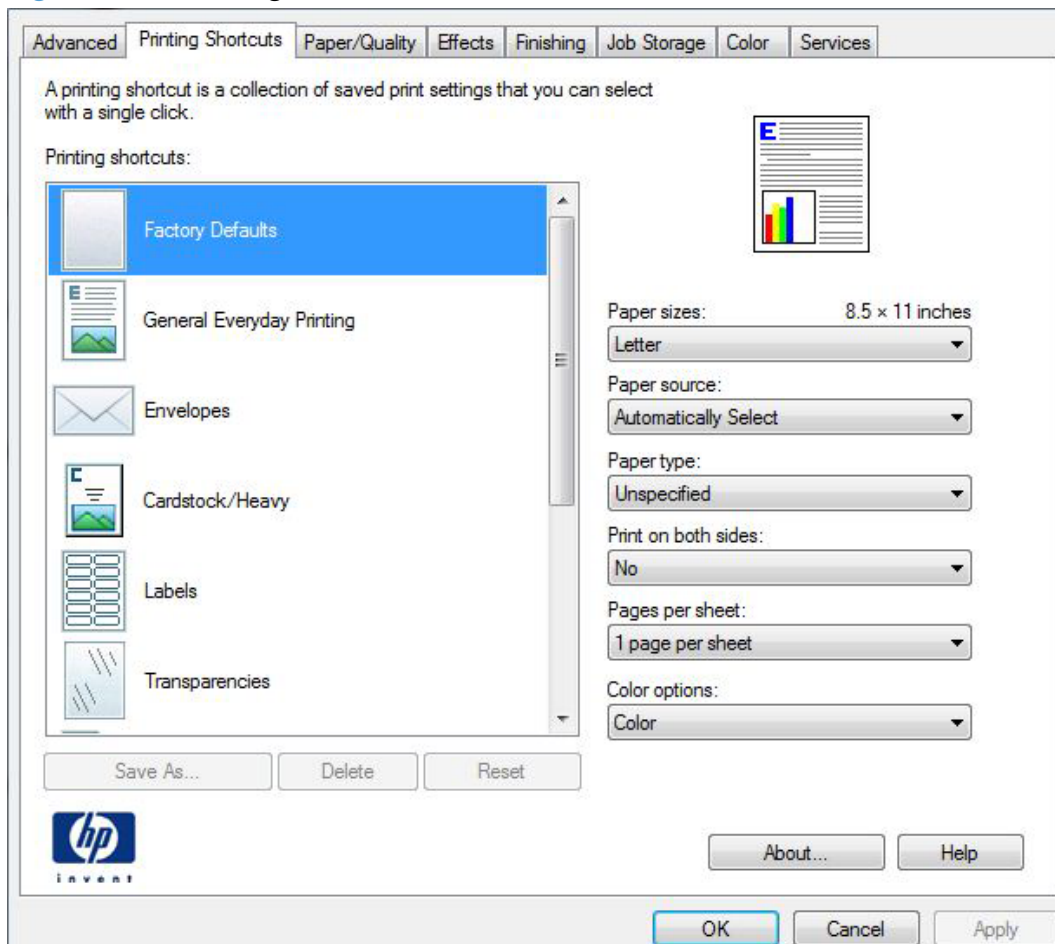 Advanced
Printing Shortcuts
Paper/Quality
Effects
Finishing
Job Storage
Color
Services
A printing shortcut is a collection of saved print settings that you can select
with a single click.
Printing shortcuts:
Factory Defaults
General Everyday Printing
Envelopes
Cardstock/Heavy
Labels
Transparencies
Save As...
Delete
Reset
E
Paper sizes:
8.5 × 11 inches
Letter
Paper source:
Automatically Select
Paper type:
Unspecified
Print on both sides:
No
Pages per sheet:
1 page per sheet
Color options:
Color
hp
invent
About...
Help
OK
Cancel
Apply